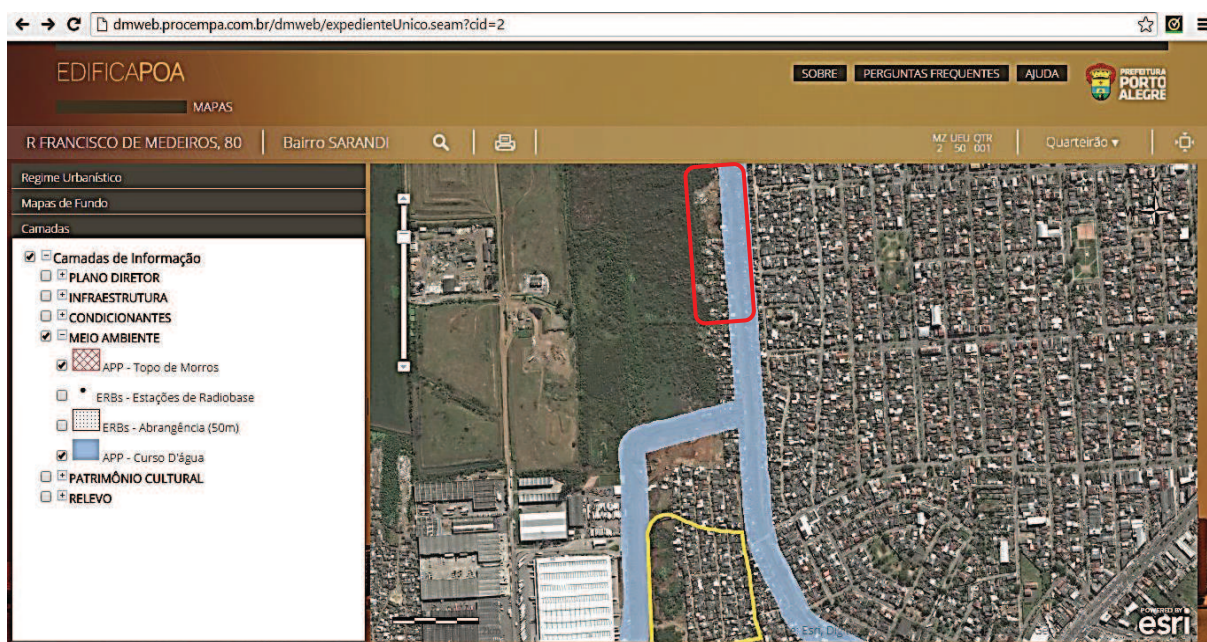 dmweb.procempa.com.br/dmweb/expedienteUnico.seam?cid=2
EDIFICAPOA
SOBRE
PERGUNTAS FREQUENTES
AJUDA
PREFEITURA
PORTO
ALEGRE
MAPAS
R FRANCISCO DE MEDEIROS, 80
Bairro SARANDI
MZ UEU QTR
2 50 001
Quarteirão
Regime Urbanístico
Mapas de Fundo
Camadas
Camadas de Informação
PLANO DIRETOR
INFRAESTRUTURA
CONDICIONANTES
MEIO AMBIENTE
APP - Topo de Morros
ERBs - Estações de Radiobase
ERBs - Abrangência (50m)
APP - Curso D'água
PATRIMÔNIO CULTURAL
RELEVO
Esri, Dig
POWERED BY
esri